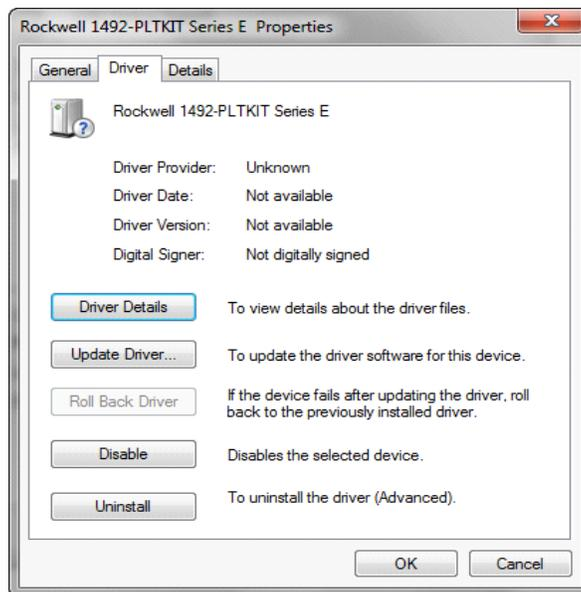 Rockwell 1492-PLTKIT Series E  Properties
x
General Driver Details
Rockwell 1492-PLTKIT Series E
Driver Provider: Unknown
Driver Date: Not available
Driver Version: Not available
Digital Signer: Not digitally signed
Driver Details To view details about the driver files.
Update Driver... To update the driver software for this device.
Roll Back Driver If the device fails after updating the driver, roll
back to the previously installed driver.
Disable Disables the selected device.
Uninstall To uninstall the driver (Advanced).
OK Cancel